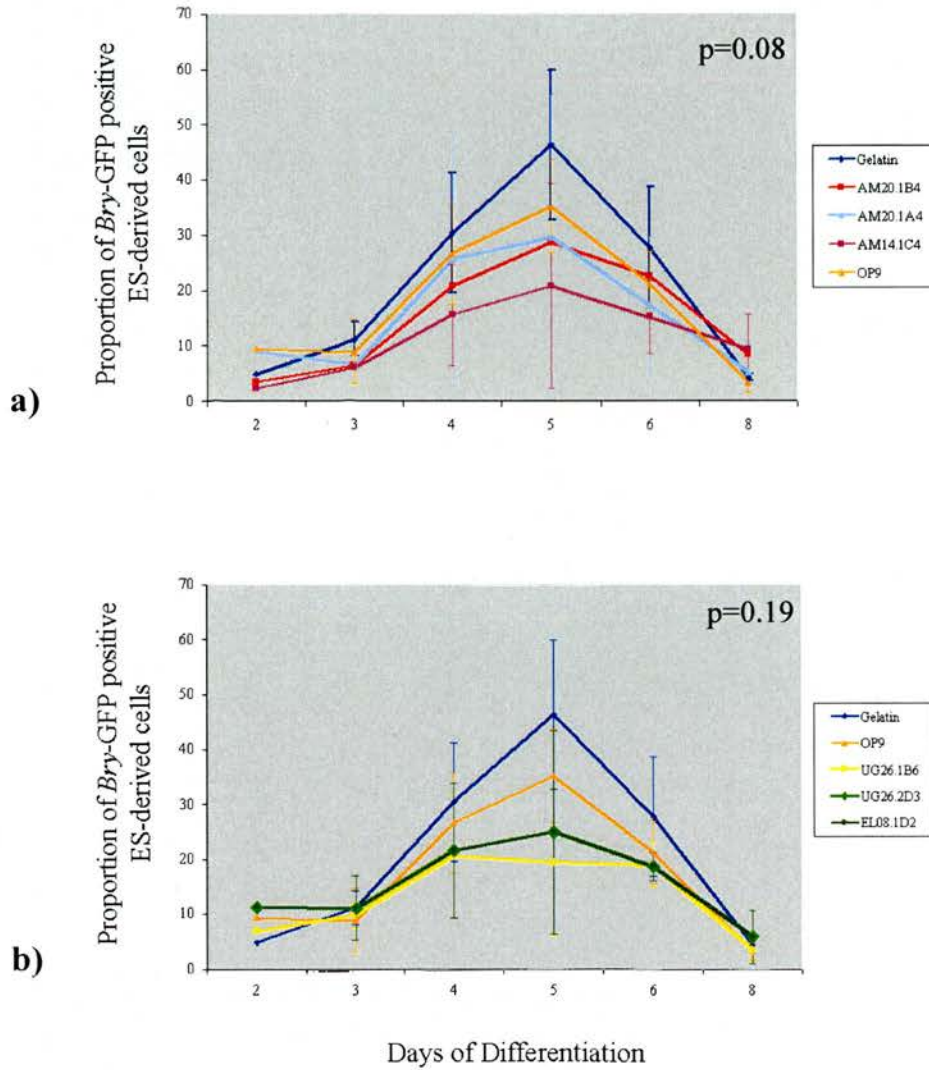 70
60
50
40
30
20
10
0
Proportion of Bry-GFP positive
ES-derived cells
p=0.08
Gelatin
AM20.1B4
AM20.1A4
AM14.1C4
OP9
2 3 4 5 6 8
a)
70
60
50
40
30
20
10
0
Proportion of Bry-GFP positive
ES-derived cells
p=0.19
Gelatin
OP9
UG26.1B6
UG26.2D3
EL08.1D2
2 3 4 5 6 8
b)
Days of Differentiation